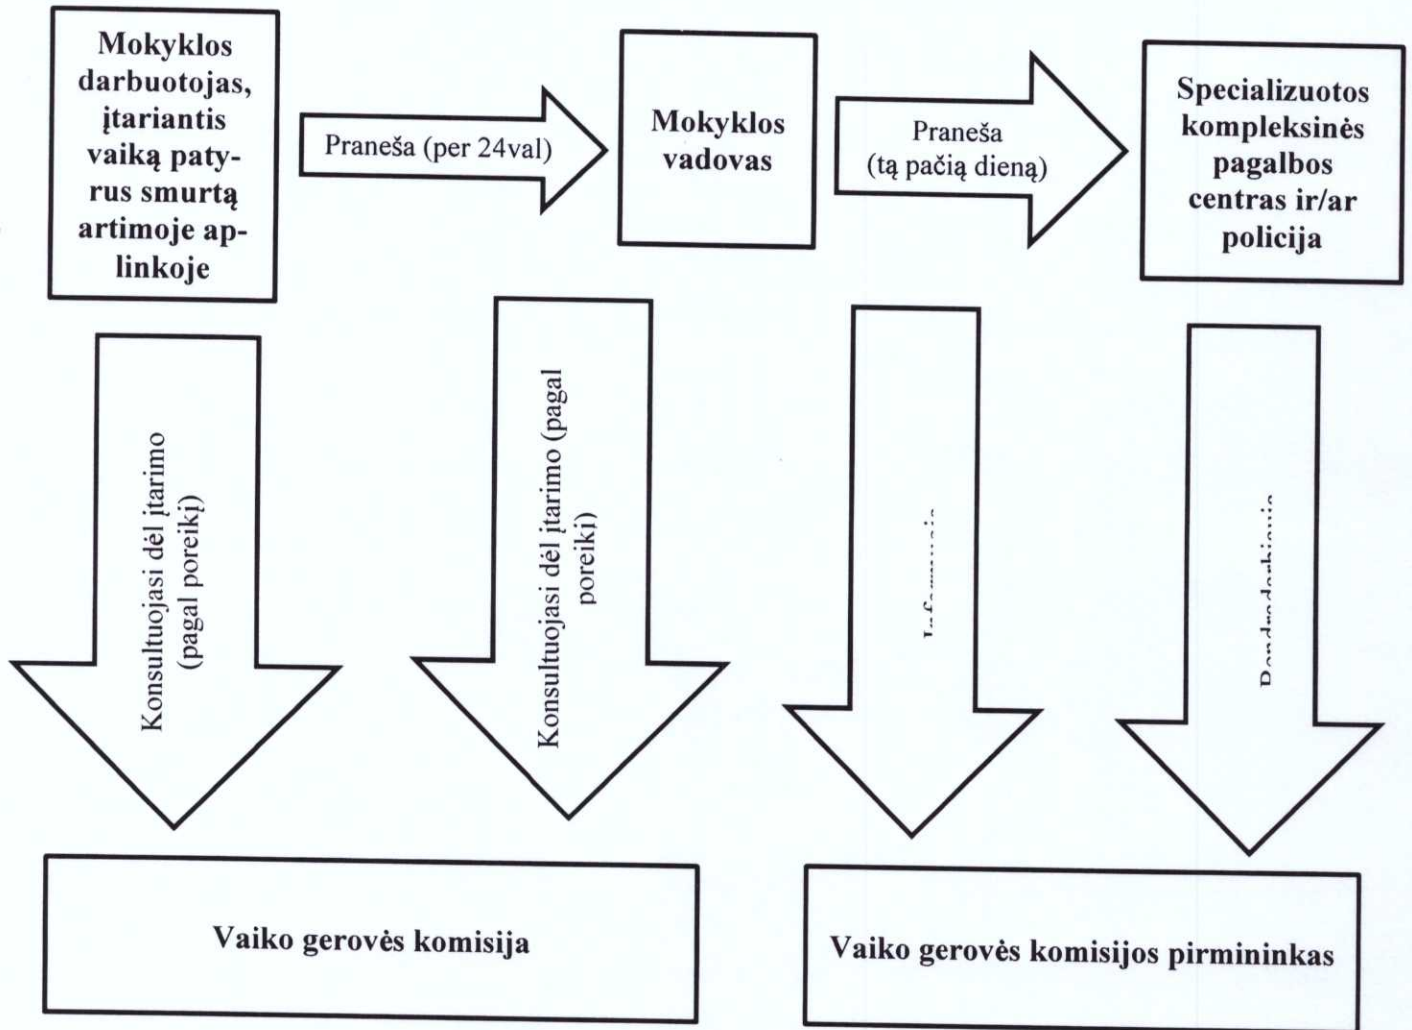 Mokyklos
darbuotojas,
įtariantis
vaiką paty-
rus smurtą
artimoje ap-
linkoje
Praneša (per 24val)
Mokyklos
vadovas
Praneša
(tą pačią dieną)
Specializuotos
kompleksinės
pagalbos
centras ir/ar
policija
Konsultuojasi dėl įtarimo
(pagal poreikį)
Konsultuojasi dėl įtarimo (pagal
poreikį)
Vaiko gerovės komisija
Vaiko gerovės komisijos pirmininkas